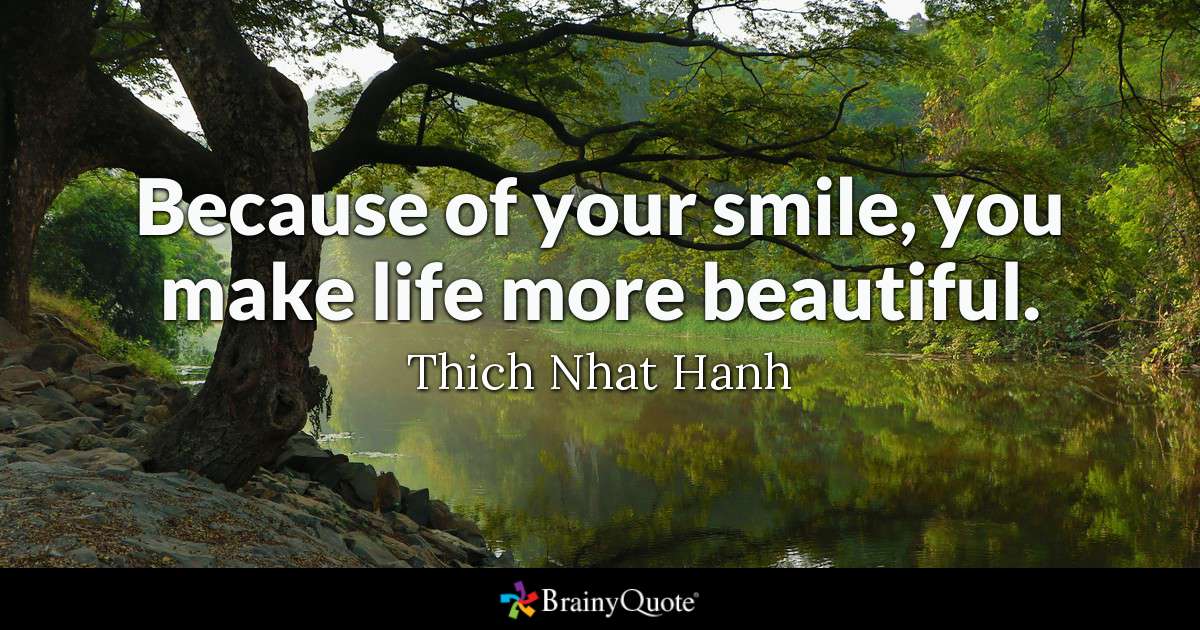 Because of your smile, you
make life more beautiful.
Thich Nhat Hanh
BrainyQuote®